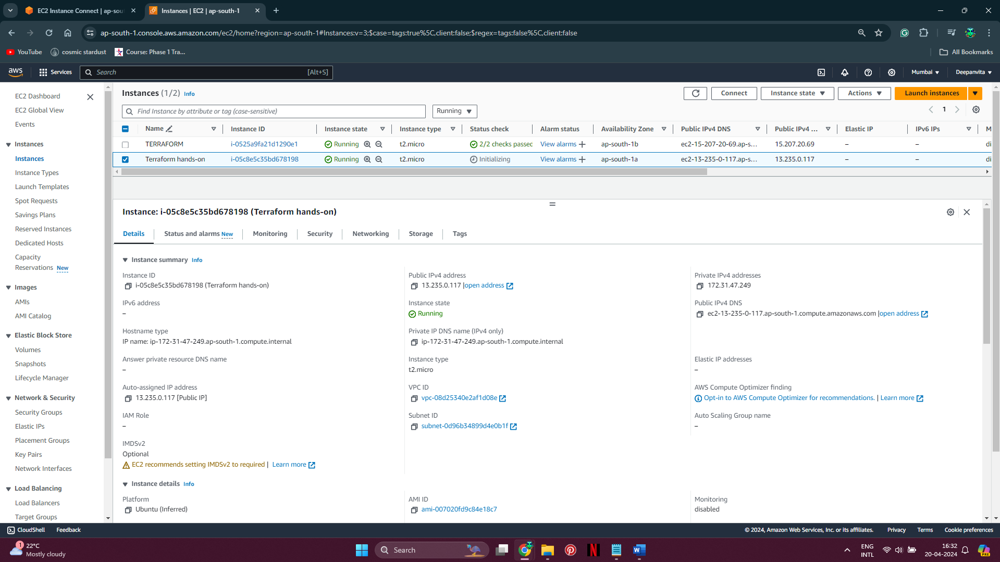 EC2 Instance Connect | ap-sou
Instances | EC2 | ap-south-1
ap-south-1.console.aws.amazon.com/ec2/home?region=ap-south-1#Instances:v=3;$case=tags:true%5C,client:false;$regex=tags:false%5C,client:false
YouTube cosmic stardust Course: Phase 1 Tra... All Bookmarks
aws Services Search [Alt+S] Mumbai Deepanvita
EC2 Dashboard
EC2 Global View
Events
Instances
Instances
Instance Types
Launch Templates
Spot Requests
Savings Plans
Reserved Instances
Dedicated Hosts
Capacity
Reservations New
Images
AMIs
AMI Catalog
Elastic Block Store
Volumes
Snapshots
Lifecycle Manager
Network & Security
Security Groups
Elastic IPs
Placement Groups
Key Pairs
Network Interfaces
Load Balancing
Load Balancers
Target Groups
Instances (1/2) Info Connect Instance state Actions Launch instances
Find Instance by attribute or tag (case-sensitive) Running 1
Name Instance ID Instance state Instance type Status check Alarm status Availability Zone Public IPv4 DNS Public IPv4 ... Elastic IP IPv6 IPs M
TERRAFORM i-0525a9fa21d1290e1 Running t2.micro 2/2 checks passed View alarms ap-south-1b ec2-15-207-20-69.ap-s... 15.207.20.69 – – di
Terraform hands-on i-05c8e5c35bd678198 Running t2.micro Initializing View alarms ap-south-1a ec2-13-235-0-117.ap-s... 13.235.0.117 – – di
Instance: i-05c8e5c35bd678198 (Terraform hands-on)
Details Status and alarms New Monitoring Security Networking Storage Tags
Instance summary Info
Instance ID
i-05c8e5c35bd678198 (Terraform hands-on)
Public IPv4 address
13.235.0.117 |open address
Private IPv4 addresses
172.31.47.249
IPv6 address
–
Instance state
Running
Public IPv4 DNS
ec2-13-235-0-117.ap-south-1.compute.amazonaws.com |open address
Hostname type
IP name: ip-172-31-47-249.ap-south-1.compute.internal
Private IP DNS name (IPv4 only)
ip-172-31-47-249.ap-south-1.compute.internal
Answer private resource DNS name
–
Instance type
t2.micro
Elastic IP addresses
–
Auto-assigned IP address
13.235.0.117 [Public IP]
VPC ID
vpc-08d25340e2af1d08e
AWS Compute Optimizer finding
Opt-in to AWS Compute Optimizer for recommendations. | Learn more
IAM Role
–
Subnet ID
subnet-0d96b34899d4e0b1f
Auto Scaling Group name
–
IMDSv2
Optional
EC2 recommends setting IMDSv2 to required | Learn more
Instance details Info
Platform
Ubuntu (Inferred)
AMI ID
ami-007020fd9c84e18c7
Monitoring
disabled
CloudShell Feedback © 2024, Amazon Web Services, Inc. or its affiliates. Privacy Terms Cookie preferences
1
22°C
Mostly cloudy
Search
ENG
INTL
16:32
20-04-2024
PRE